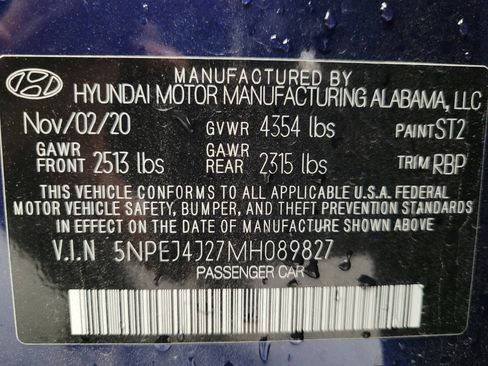 MANUFACTURED BY
HYUNDAI MOTOR MANUFACTURING ALABAMA, LLC
Nov/02/20 GVWR 4354 lbs PAINT ST2
GAWR FRONT 2513 lbs GAWR REAR 2315 lbs TRIM RBP
THIS VEHICLE CONFORMS TO ALL APPLICABLE U.S.A. FEDERAL
MOTOR VEHICLE SAFETY, BUMPER, AND THEFT PREVENTION
STANDARDS IN EFFECT ON THE DATE OF MANUFACTURE SHOWN ABOVE.
V.I.N 5NPEJ4J27MH089827
PASSENGER CAR